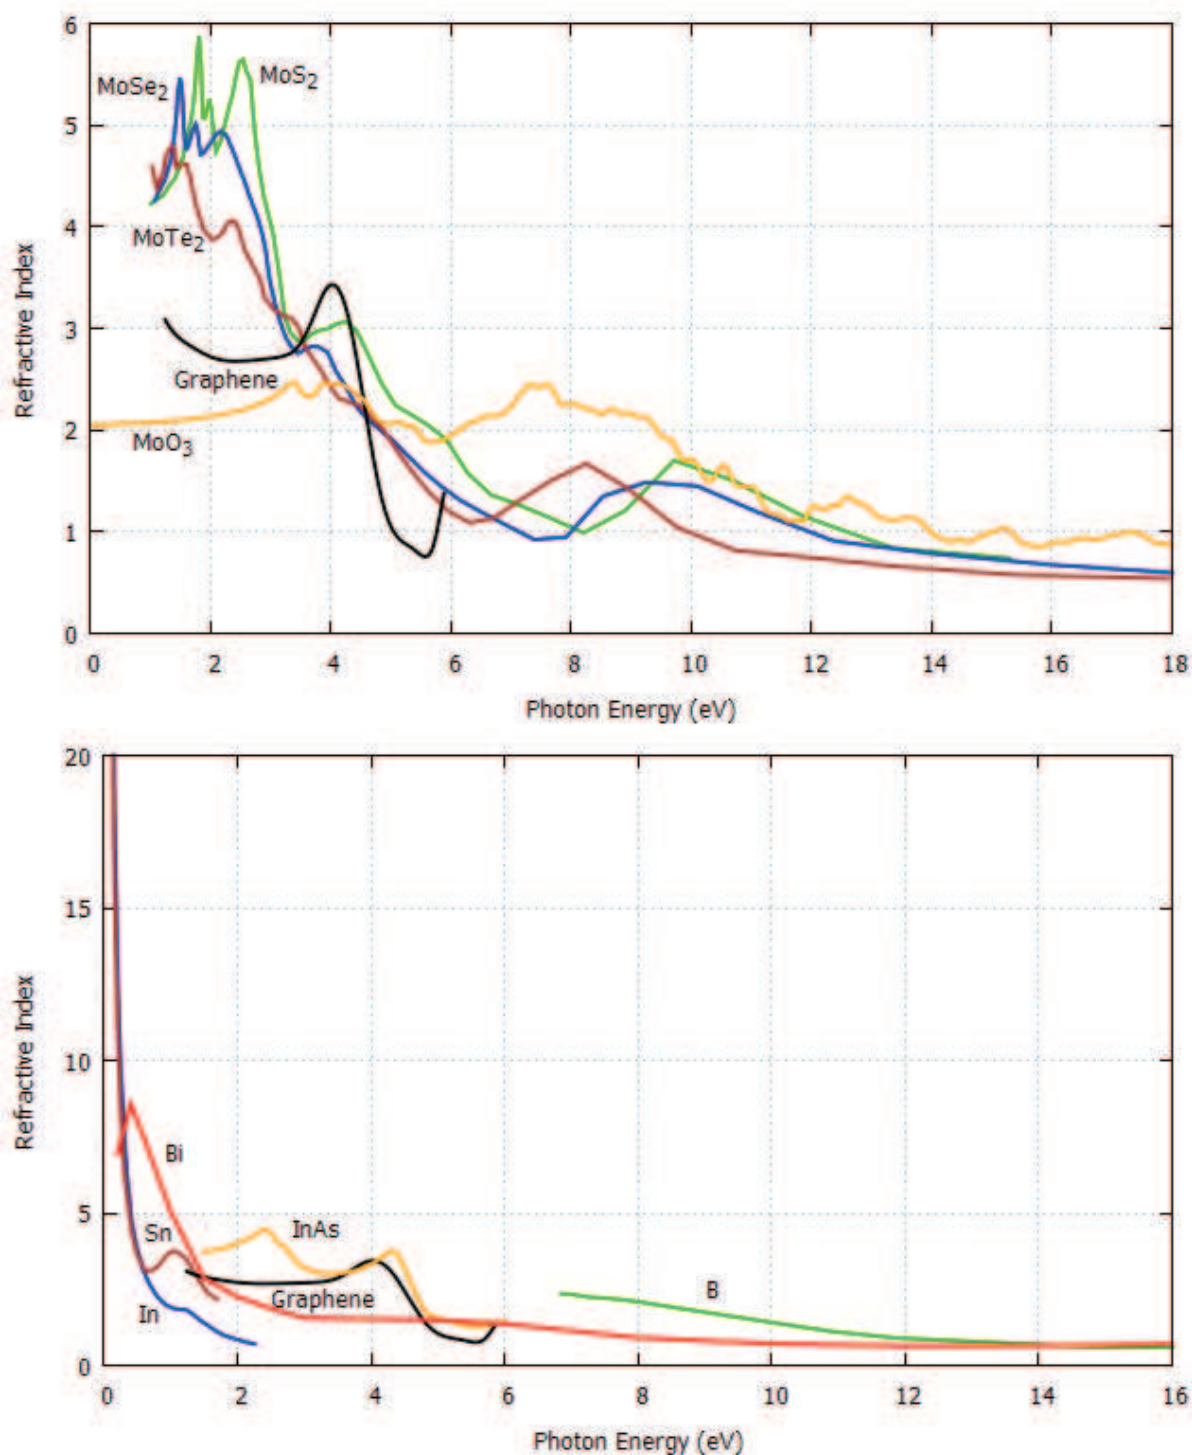 6
MoSe₂
MoS₂
5
4
MoTe₂
3
Graphene
2
MoO₃
1
0
Refractive Index
0 2 4 6 8 10 12 14 16 18
Photon Energy (eV)
20
15
10
Bi
5
Sn
InAs
B
Graphene
In
0
Refractive Index
0 2 4 6 8 10 12 14 16
Photon Energy (eV)